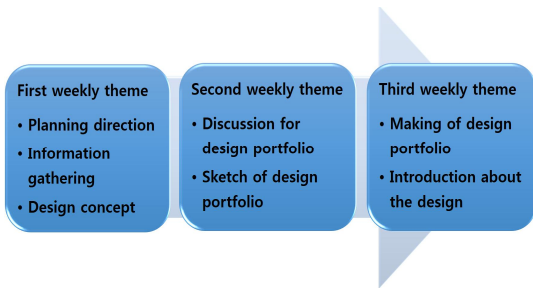 First weekly theme
• Planning direction
• Information
gathering
• Design concept
Second weekly theme
• Discussion for
design portfolio
• Sketch of design
portfolio
Third weekly theme
• Making of design
portfolio
• Introduction about
the design